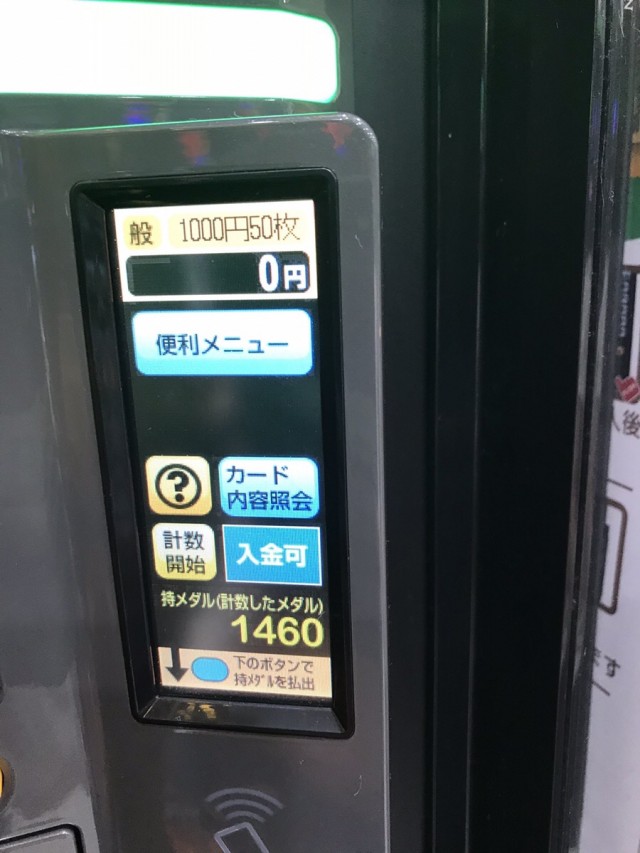 般 1000円50枚
0円
便利メニュー
?
カード
内容照会
計数
開始
入金可
持メダル(計数したメダル)
1460
下のボタンで
持メダルを払出
後